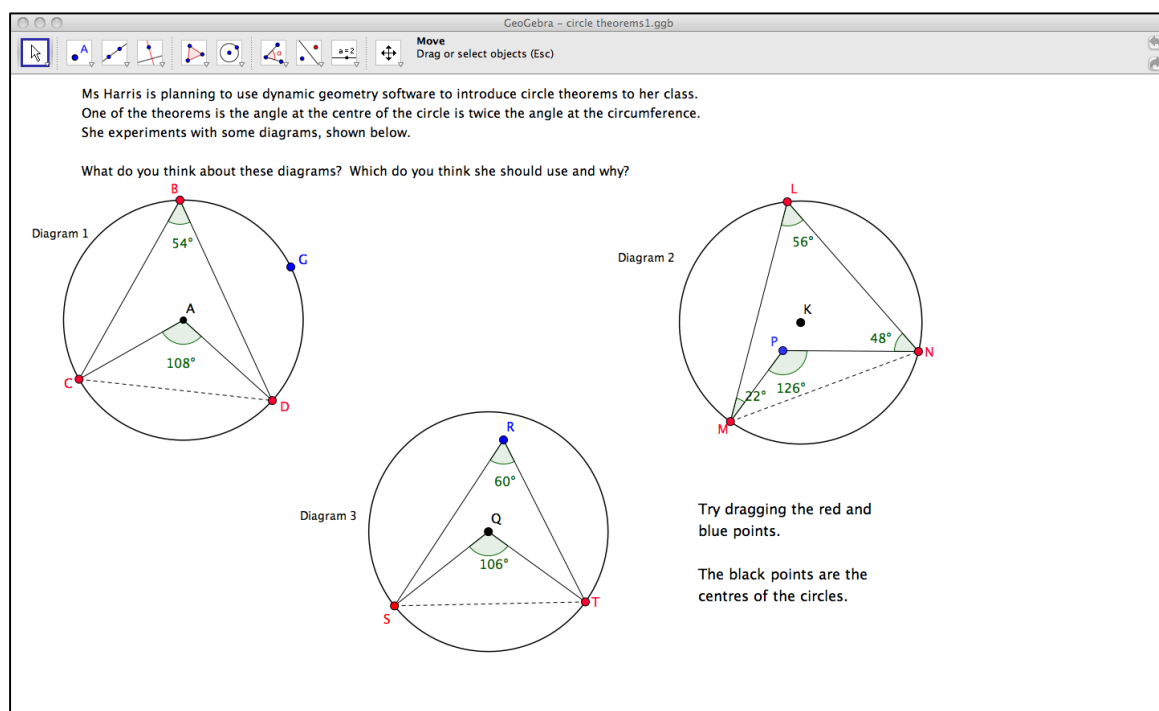 GeoGebra – circle theorems1.ggb
A
a=2
Move
Drag or select objects (Esc)
Ms Harris is planning to use dynamic geometry software to introduce circle theorems to her class.
One of the theorems is the angle at the centre of the circle is twice the angle at the circumference.
She experiments with some diagrams, shown below.
What do you think about these diagrams?  Which do you think she should use and why?
Diagram 1
B
54°
G
A
108°
C
D
Diagram 2
L
56°
K
P
48°
N
22°
126°
M
Diagram 3
R
60°
Q
106°
S
T
Try dragging the red and
blue points.
The black points are the
centres of the circles.